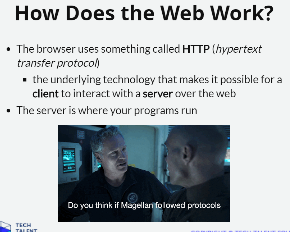 How Does the Web Work?
• The browser uses something called HTTP (hypertext
transfer protocol)
▪ the underlying technology that makes it possible for a
client to interact with a server over the web
• The server is where your programs run
Do you think if Magellan followed protocols
TECH
TALENT